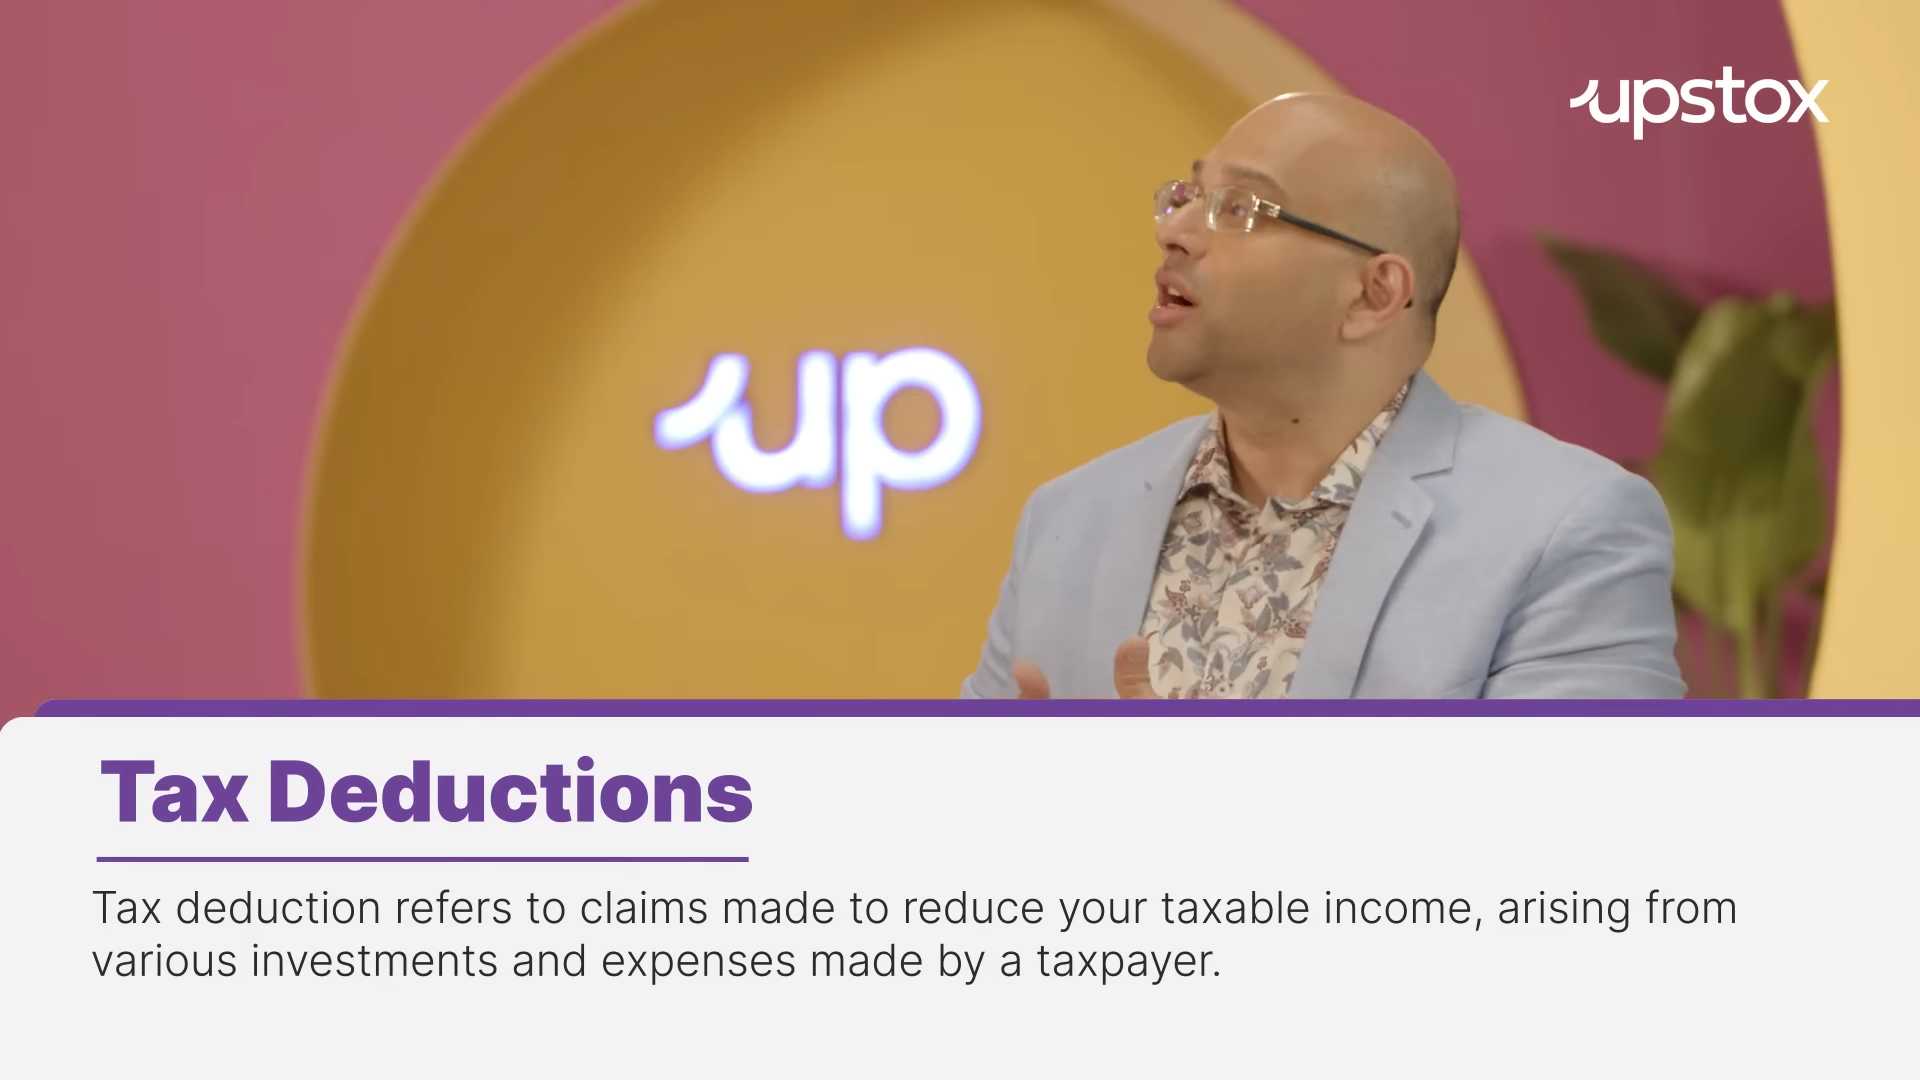 upstox
up
Tax Deductions
Tax deduction refers to claims made to reduce your taxable income, arising from
various investments and expenses made by a taxpayer.